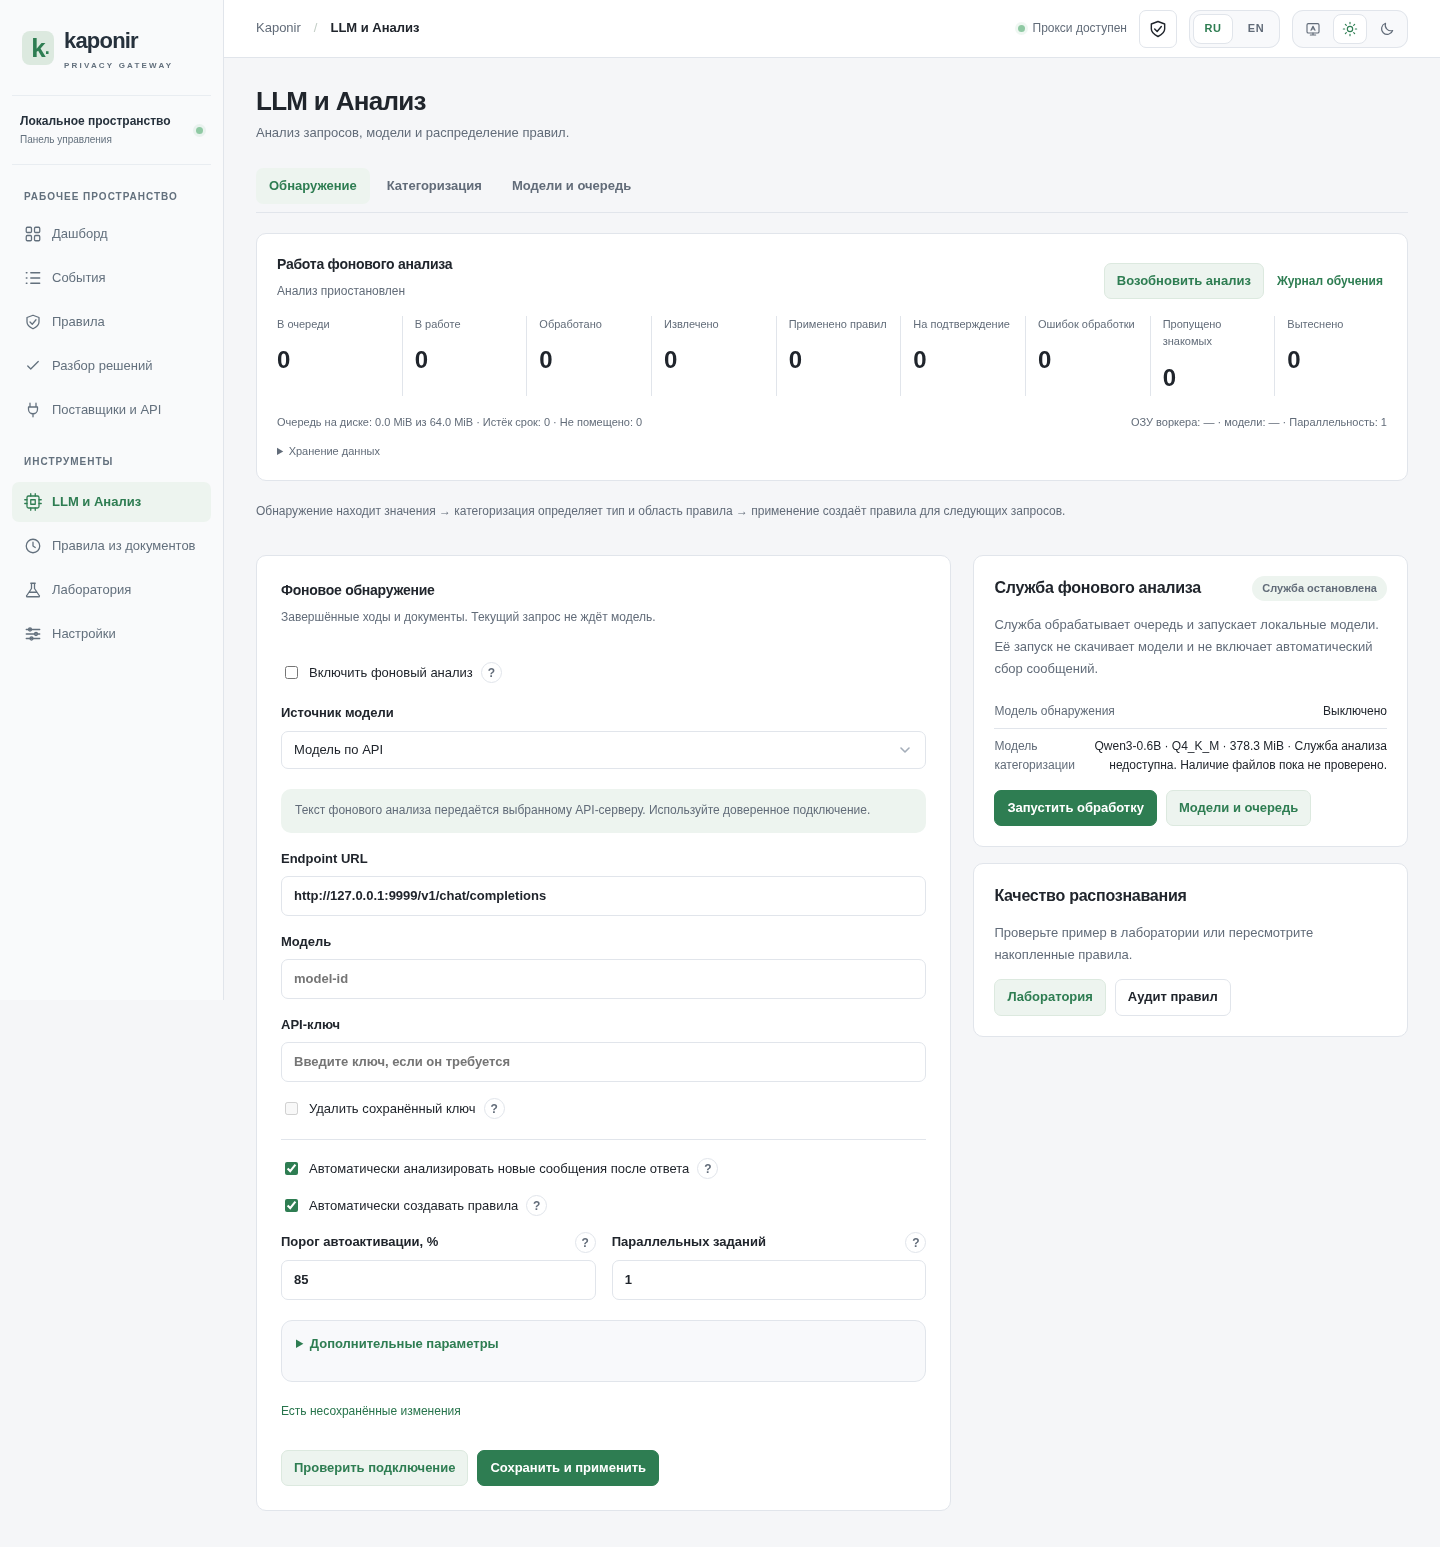 k.
kaponir
PRIVACY GATEWAY
Локальное пространство
Панель управления
РАБОЧЕЕ ПРОСТРАНСТВО
Дашборд
События
Правила
Разбор решений
Поставщики и API
ИНСТРУМЕНТЫ
LLM и Анализ
Правила из документов
Лаборатория
Настройки
Kaponir / LLM и Анализ
Прокси доступен
RU EN
LLM и Анализ
Анализ запросов, модели и распределение правил.
Обнаружение Категоризация Модели и очередь
Работа фонового анализа
Анализ приостановлен
Возобновить анализ Журнал обучения
В очереди
0
В работе
0
Обработано
0
Извлечено
0
Применено правил
0
На подтверждение
0
Ошибок обработки
0
Пропущено
знакомых
0
Вытеснено
0
Очередь на диске: 0.0 MiB из 64.0 MiB · Истёк срок: 0 · Не помещено: 0
ОЗУ воркера: — · модели: — · Параллельность: 1
▶ Хранение данных
Обнаружение находит значения → категоризация определяет тип и область правила → применение создаёт правила для следующих запросов.
Фоновое обнаружение
Завершённые ходы и документы. Текущий запрос не ждёт модель.
Включить фоновый анализ ?
Источник модели
Модель по API
Текст фонового анализа передаётся выбранному API-серверу. Используйте доверенное подключение.
Endpoint URL
http://127.0.0.1:9999/v1/chat/completions
Модель
model-id
API-ключ
Введите ключ, если он требуется
Удалить сохранённый ключ ?
Автоматически анализировать новые сообщения после ответа ?
Автоматически создавать правила ?
Порог автоактивации, % ?
85
Параллельных заданий ?
1
▶ Дополнительные параметры
Есть несохранённые изменения
Проверить подключение Сохранить и применить
Служба фонового анализа
Служба остановлена
Служба обрабатывает очередь и запускает локальные модели.
Её запуск не скачивает модели и не включает автоматический
сбор сообщений.
Модель обнаружения Выключено
Модель
категоризации
Qwen3-0.6B · Q4_K_M · 378.3 MiB · Служба анализа
недоступна. Наличие файлов пока не проверено.
Запустить обработку Модели и очередь
Качество распознавания
Проверьте пример в лаборатории или пересмотрите
накопленные правила.
Лаборатория Аудит правил